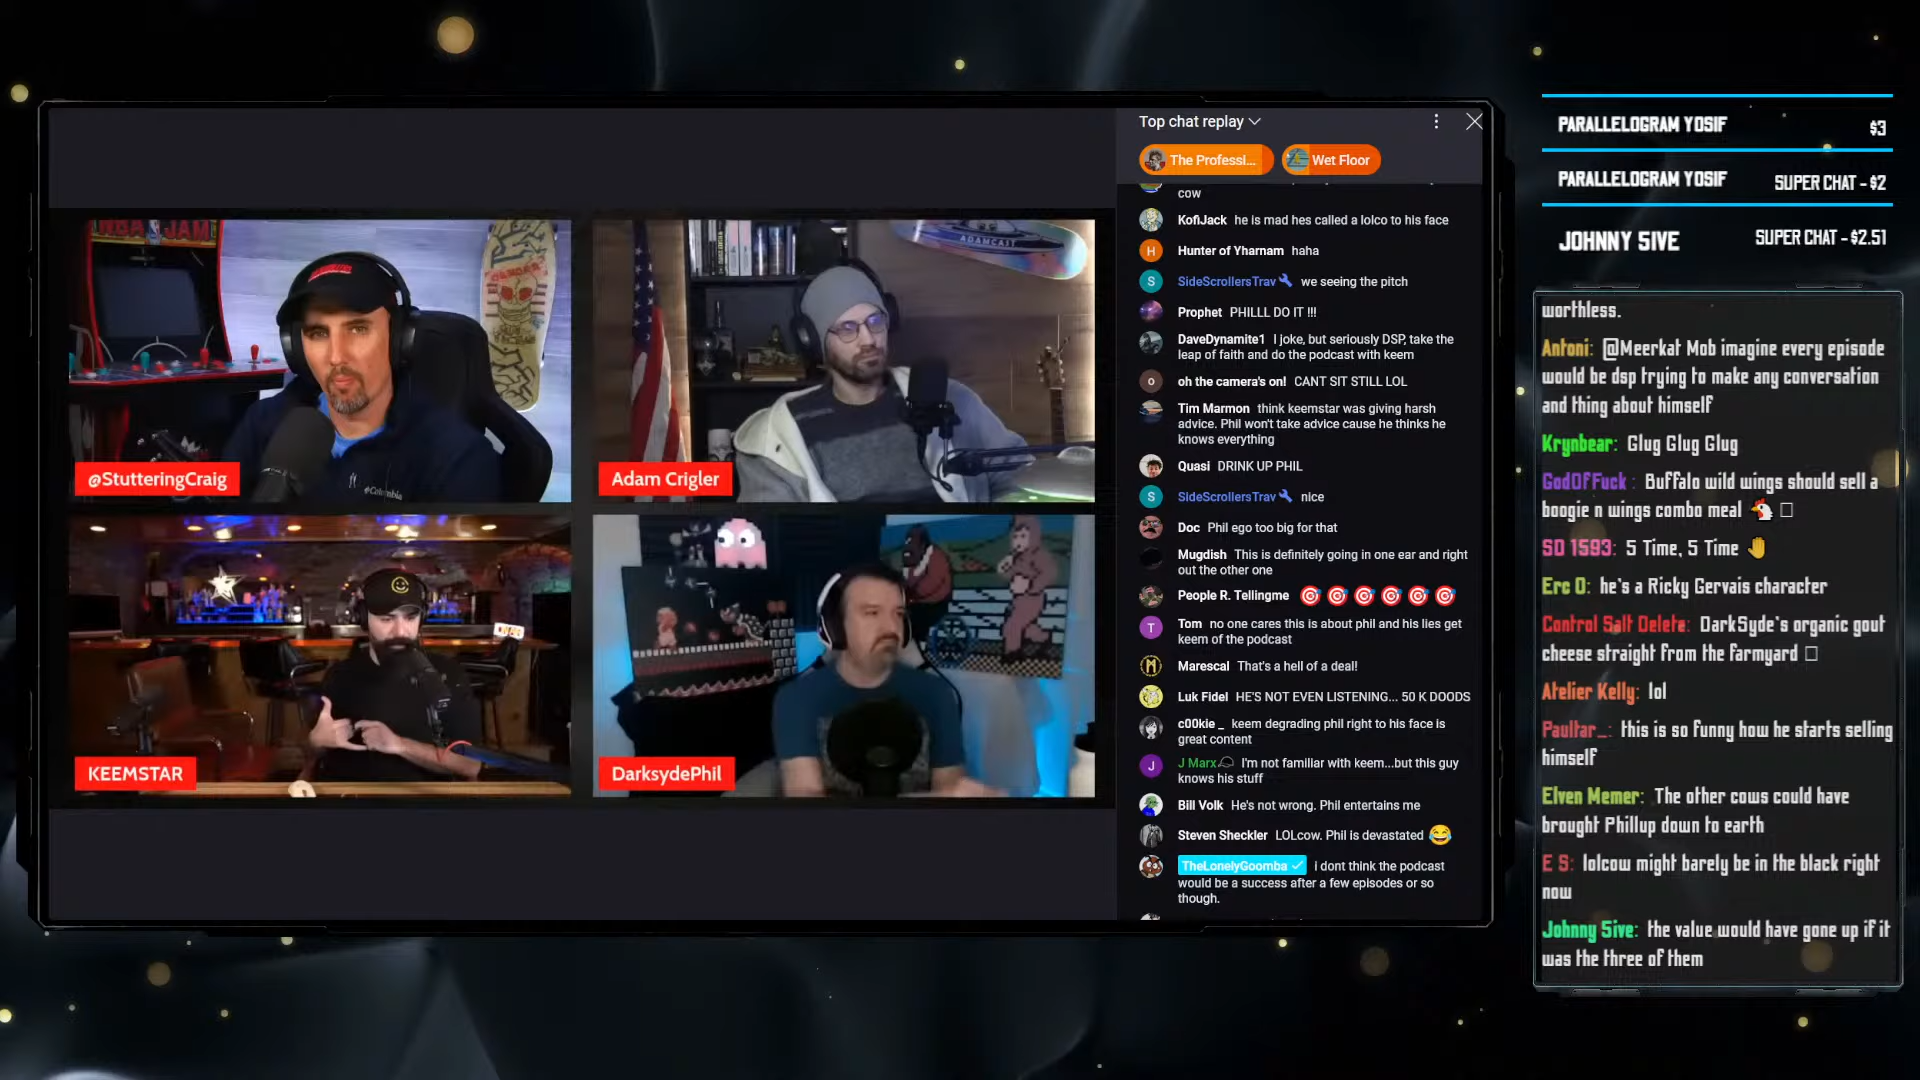 NBA JAM
DANGER
Columbia
@StutteringCraig
ADAMCAST
Adam Crigler
KEEMSTAR
DarksydePhil
Top chat replay
The Professi...
Wet Floor
cow
KofiJack he is mad hes called a lolco to his face
H
Hunter of Yharnam haha
S
SideScrollersTrav we seeing the pitch
Prophet PHILLL DO IT !!!
DaveDynamite1 I joke, but seriously DSP, take the
leap of faith and do the podcast with keem
o
oh the camera's on! CANT SIT STILL LOL
Tim Marmon think keemstar was giving harsh
advice. Phil won't take advice cause he thinks he
knows everything
Quasi DRINK UP PHIL
S
SideScrollersTrav nice
Doc Phil ego too big for that
Mugdish This is definitely going in one ear and right
out the other one
People R. Tellingme 🎯🎯🎯🎯🎯🎯
T
Tom no one cares this is about phil and his lies get
keem of the podcast
Marescal That's a hell of a deal!
Luk Fidel HE'S NOT EVEN LISTENING... 50 K DOODS
c00kie _ keem degrading phil right to his face is
great content
J
J Marx I'm not familiar with keem...but this guy
knows his stuff
Bill Volk He's not wrong. Phil entertains me
Steven Sheckler LOLcow. Phil is devastated 😂
TheLonelyGoomba i dont think the podcast
would be a success after a few episodes or so
though.
PARALLELOGRAM YOSIF $3
PARALLELOGRAM YOSIF SUPER CHAT - $2
JOHNNY 5IVE SUPER CHAT - $2.51
worthless.
Antoni: @Meerkat Mob imagine every episode
would be dsp trying to make any conversation
and thing about himself
Krynbear: Glug Glug Glug
GodOfFuck : Buffalo wild wings should sell a
boogie n wings combo meal 🐔
SO 1593: 5 Time, 5 Time 🤚
Erc O: he's a Ricky Gervais character
Control Salt Delete: DarkSyde's organic gout
cheese straight from the farmyard
Atelier Kelly: lol
Paultar_: this is so funny how he starts selling
himself
Elven Memer: The other cows could have
brought Phillup down to earth
E S: lolcow might barely be in the black right
now
Johnny 5ive: the value would have gone up if it
was the three of them